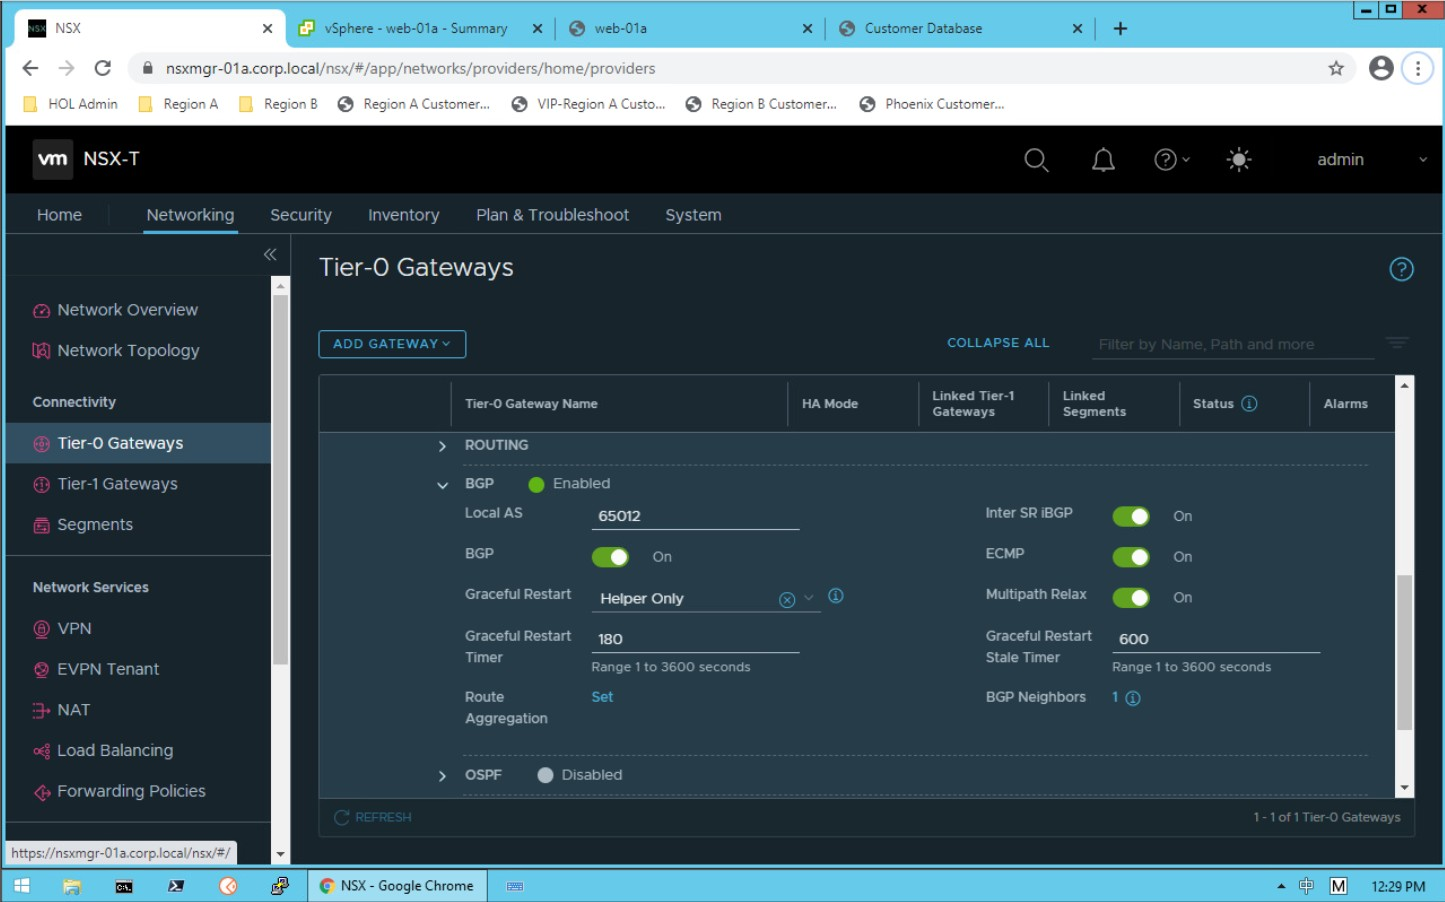 NSX
vSphere - web-01a - Summary
web-01a
Customer Database
nsxmgr-01a.corp.local/nsx/#/app/networks/providers/home/providers
HOL Admin
Region A
Region B
Region A Customer...
VIP-Region A Custo...
Region B Customer...
Phoenix Customer...
vm NSX-T
admin
Home
Networking
Security
Inventory
Plan & Troubleshoot
System
Network Overview
Network Topology
Connectivity
Tier-0 Gateways
Tier-1 Gateways
Segments
Network Services
VPN
EVPN Tenant
NAT
Load Balancing
Forwarding Policies
https://nsxmgr-01a.corp.local/nsx/#/
Tier-0 Gateways
ADD GATEWAY
COLLAPSE ALL
Filter by Name, Path and more
Tier-0 Gateway Name
HA Mode
Linked Tier-1
Gateways
Linked
Segments
Status
Alarms
ROUTING
BGP Enabled
Local AS 65012
Inter SR iBGP On
BGP On
ECMP On
Graceful Restart Helper Only
Multipath Relax On
Graceful Restart
Timer
180
Range 1 to 3600 seconds
Graceful Restart
Stale Timer
600
Range 1 to 3600 seconds
Route
Aggregation
Set
BGP Neighbors 1
OSPF Disabled
REFRESH
1 - 1 of 1 Tier-0 Gateways
NSX - Google Chrome
中
M
12:29 PM